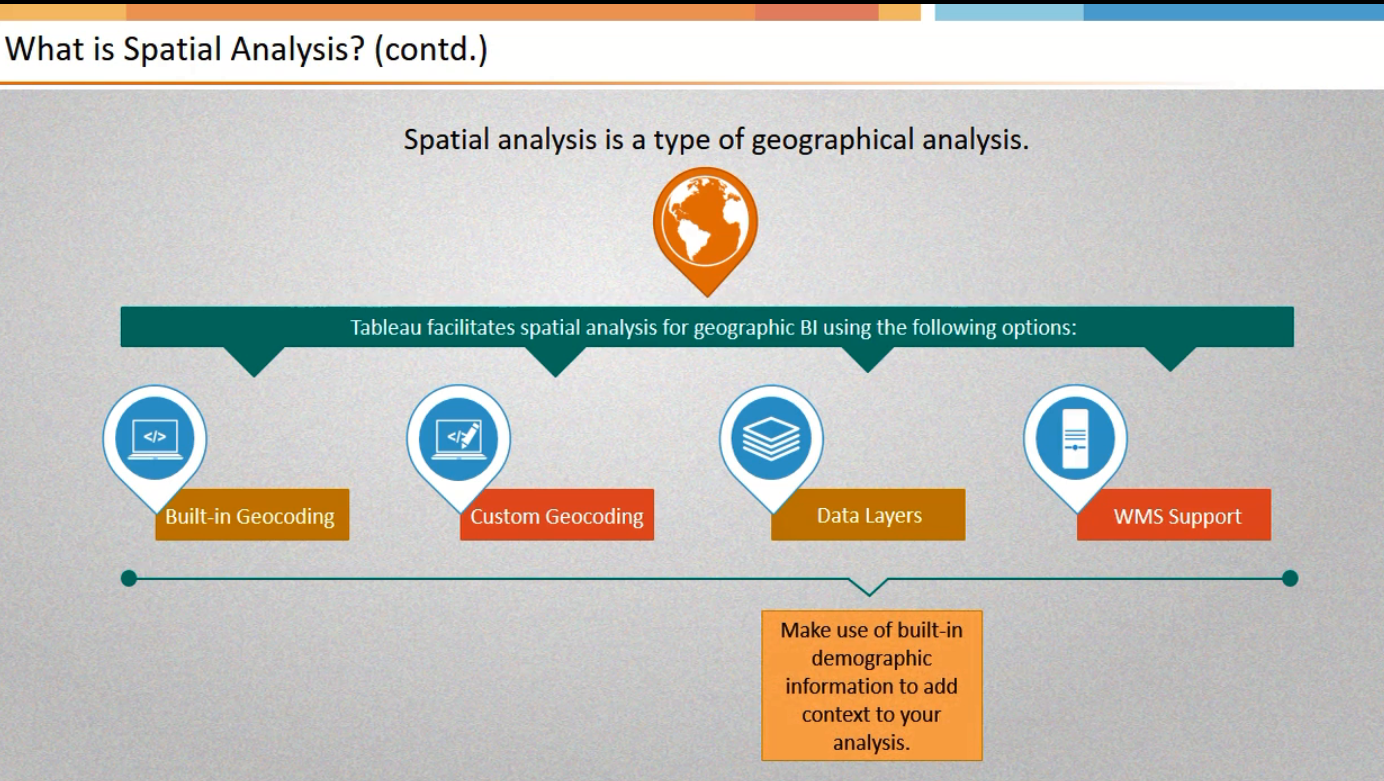 What is Spatial Analysis? (contd.)
Spatial analysis is a type of geographical analysis.
Tableau facilitates spatial analysis for geographic BI using the following options:
</>
</>
Built-in Geocoding
Custom Geocoding
Data Layers
WMS Support
Make use of built-in
demographic
information to add
context to your
analysis.